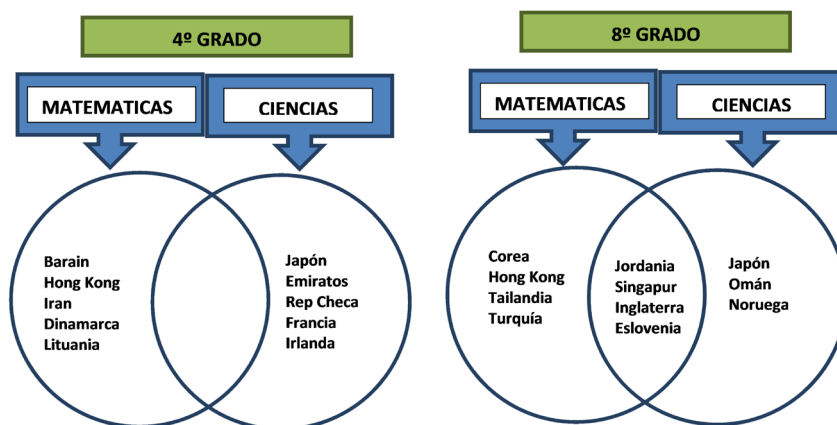 4º GRADO
MATEMATICAS
CIENCIAS
Barain
Hong Kong
Iran
Dinamarca
Lituania
Japón
Emiratos
Rep Checa
Francia
Irlanda
8º GRADO
MATEMATICAS
CIENCIAS
Corea
Hong Kong
Tailandia
Turquía
Jordania
Singapur
Inglaterra
Eslovenia
Japón
Omán
Noruega